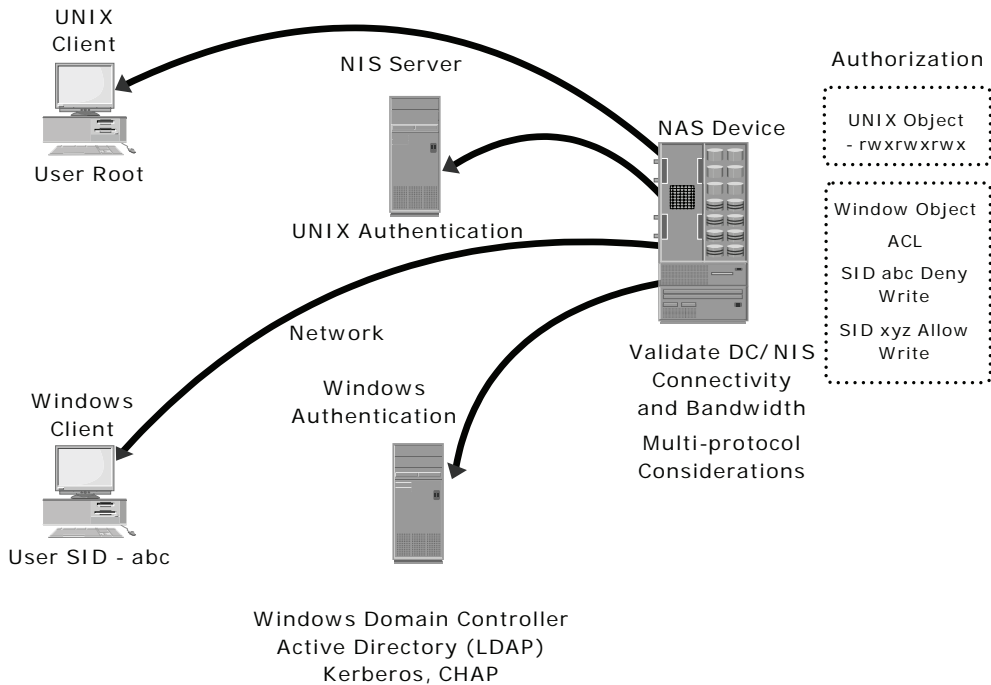 UNIX
Client
User Root
NIS Server
UNIX Authentication
Network
Windows
Client
User SID - abc
Windows
Authentication
Windows Domain Controller
Active Directory (LDAP)
Kerberos, CHAP
NAS Device
Validate DC/NIS
Connectivity
and Bandwidth
Multi-protocol
Considerations
Authorization
UNIX Object
- rwxrwxrwx
Window Object
ACL
SID abc Deny
Write
SID xyz Allow
Write